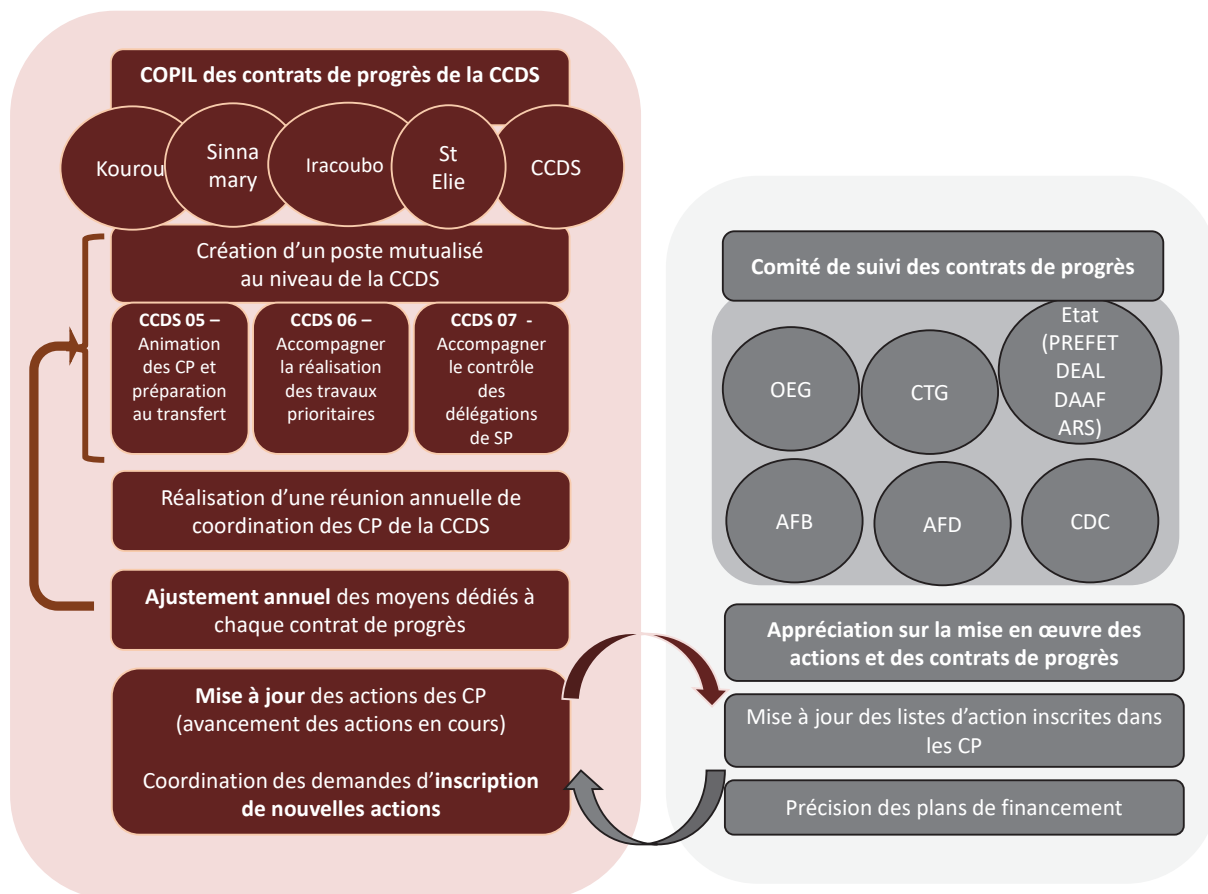 COPIL des contrats de progrès de la CCDS
Kourou
Sinna
mary
Iracoubo
St
Elie
CCDS
Création d'un poste mutualisé
au niveau de la CCDS
CCDS 05 –
Animation
des CP et
préparation
au transfert
CCDS 06 –
Accompagner
la réalisation
des travaux
prioritaires
CCDS 07 -
Accompagner
le contrôle
des
délégations
de SP
Réalisation d'une réunion annuelle de
coordination des CP de la CCDS
Ajustement annuel des moyens dédiés à
chaque contrat de progrès
Mise à jour des actions des CP
(avancement des actions en cours)
Coordination des demandes d'inscription
de nouvelles actions
Comité de suivi des contrats de progrès
OEG
CTG
Etat
(PREFET
DEAL
DAAF
ARS)
AFB
AFD
CDC
Appréciation sur la mise en œuvre des
actions et des contrats de progrès
Mise à jour des listes d'action inscrites dans
les CP
Précision des plans de financement